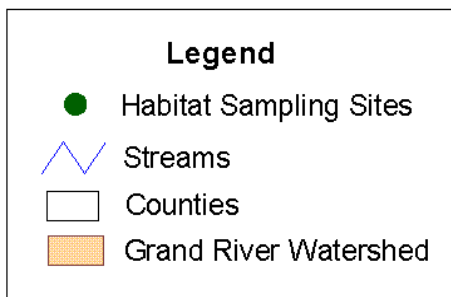 Legend
Habitat Sampling Sites
Streams
Counties
Grand River Watershed